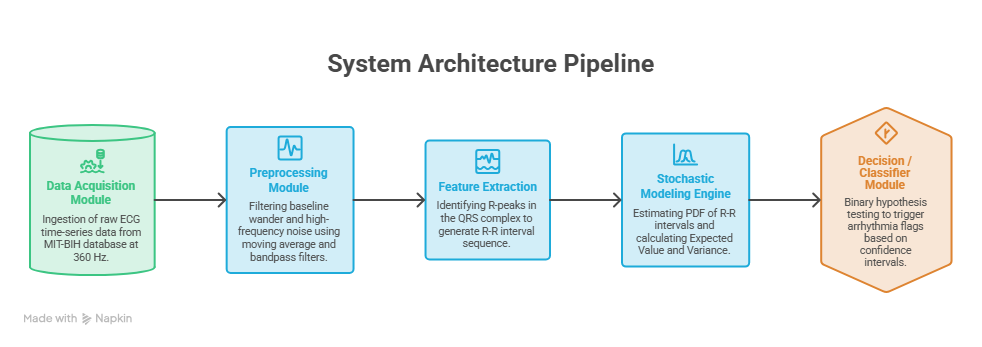 System Architecture Pipeline
Data Acquisition
Module
Ingestion of raw ECG
time-series data from
MIT-BIH database at
360 Hz.
Preprocessing
Module
Filtering baseline
wander and high-
frequency noise using
moving average and
bandpass filters.
Feature Extraction
Identifying R-peaks in
the QRS complex to
generate R-R interval
sequence.
Stochastic
Modeling Engine
Estimating PDF of R-R
intervals and
calculating Expected
Value and Variance.
Decision /
Classifier
Module
Binary hypothesis
testing to trigger
arrhythmia flags
based on
confidence
intervals.
Made with Napkin